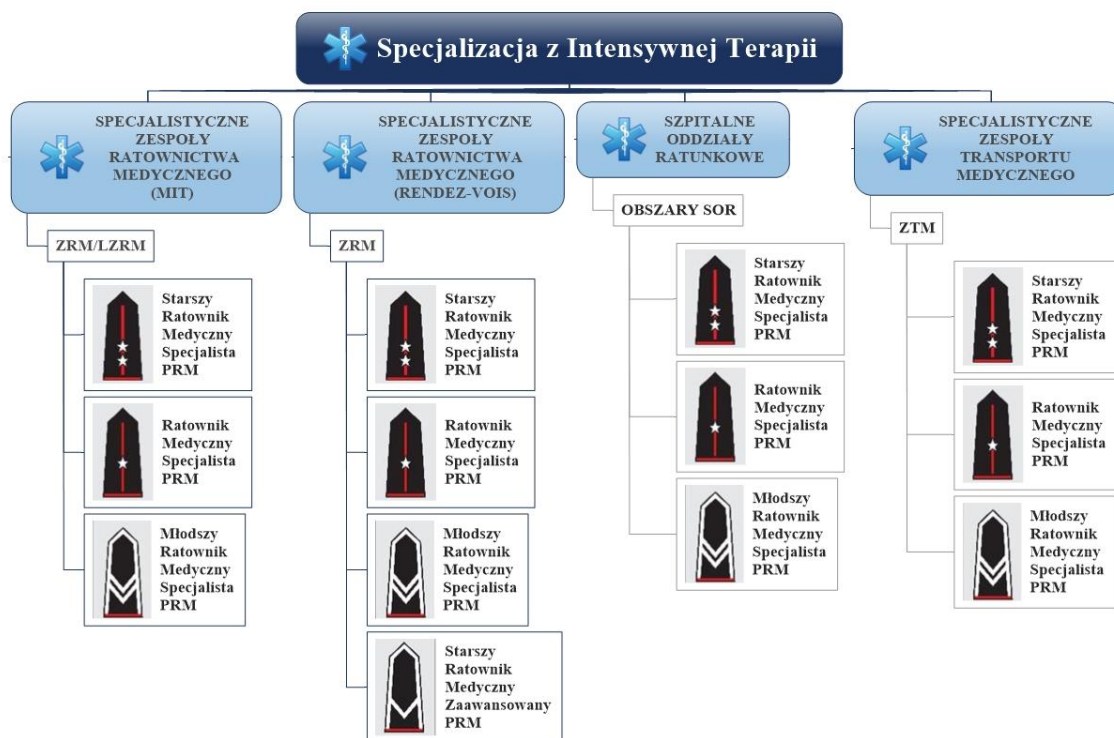 Specjalizacja z Intensywnej Terapii
SPECJALISTYCZNE
ZESPOŁY
RATOWNICTWA
MEDYCZNEGO
(MIT)
ZRM/LZRM
Starszy
Ratownik
Medyczny
Specjalista
PRM
Ratownik
Medyczny
Specjalista
PRM
Młodszy
Ratownik
Medyczny
Specjalista
PRM
SPECJALISTYCZNE
ZESPOŁY
RATOWNICTWA
MEDYCZNEGO
(RENDEZ-VOIS)
ZRM
Starszy
Ratownik
Medyczny
Specjalista
PRM
Ratownik
Medyczny
Specjalista
PRM
Młodszy
Ratownik
Medyczny
Specjalista
PRM
Starszy
Ratownik
Medyczny
Zaawansowany
PRM
SZPITALNE
ODDZIAŁY
RATUNKOWE
OBSZARY SOR
Starszy
Ratownik
Medyczny
Specjalista
PRM
Ratownik
Medyczny
Specjalista
PRM
Młodszy
Ratownik
Medyczny
Specjalista
PRM
SPECJALISTYCZNE
ZESPOŁY
TRANSPORTU
MEDYCZNEGO
ZTM
Starszy
Ratownik
Medyczny
Specjalista
PRM
Ratownik
Medyczny
Specjalista
PRM
Młodszy
Ratownik
Medyczny
Specjalista
PRM